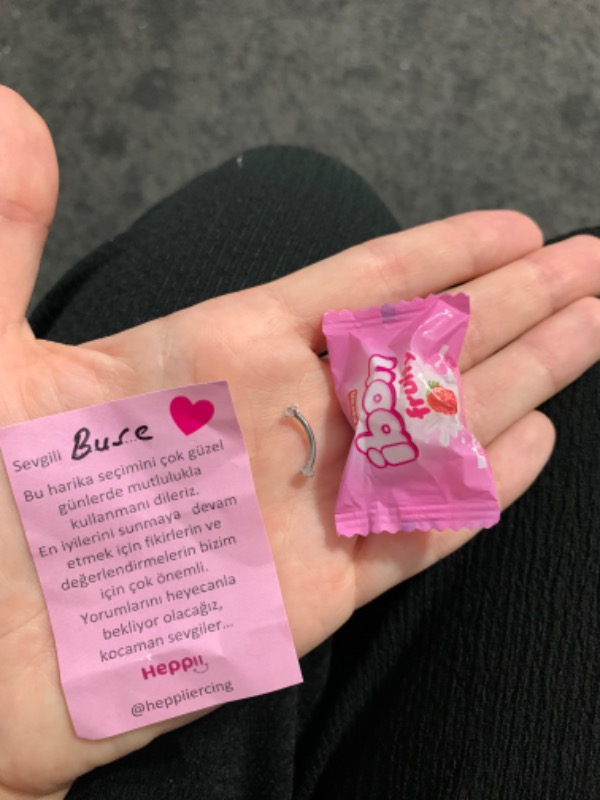 Sevgili Buse
Bu harika seçimini çok güzel
günlerde mutlulukla
kullanmanı dileriz.
En iyilerini sunmaya devam
etmek için fikirlerin ve
değerlendirmelerin bizim
için çok önemli.
Yorumlarını heyecanla
bekliyor olacağız,
kocaman sevgiler...
Heppii
@heppiiercing
ibon
fruity